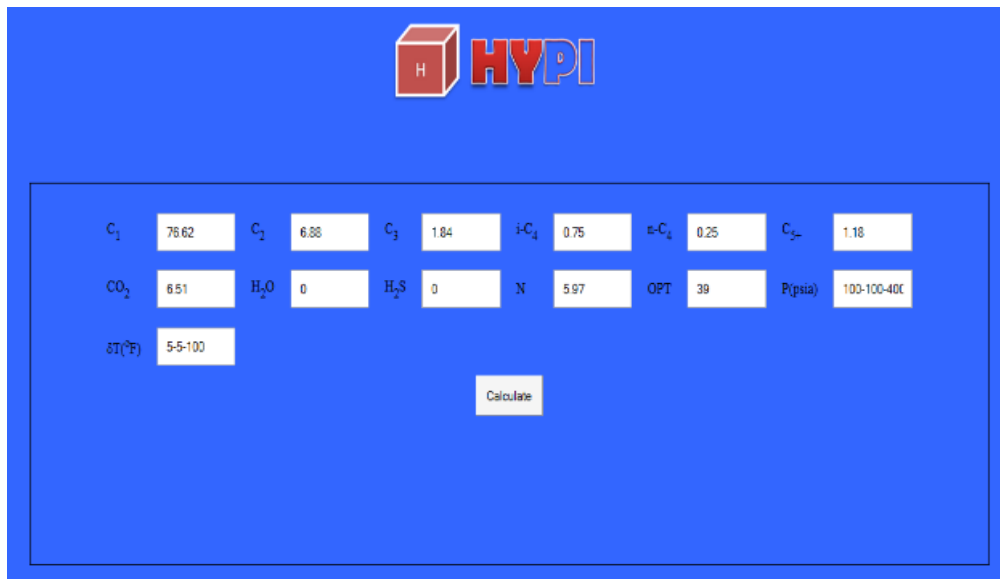 H HYPI
C1 76.62 C2 6.88 C3 1.84 i-C4 0.75 n-C4 0.25 C5+ 1.18
CO2 6.51 H2O 0 H2S 0 N 5.97 OPT 39 P(psia) 100-100-400
δT(°F) 5-5-100
Calculate